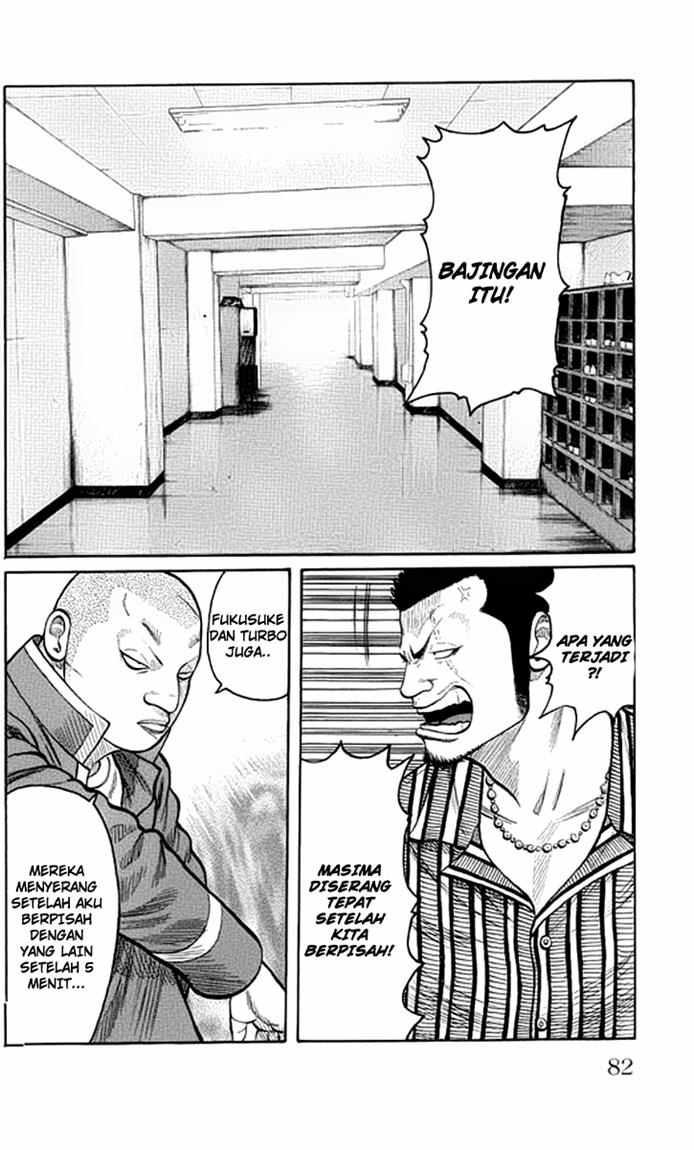 BAJINGAN
ITU!
APA YANG
TERJADI
?!
MASIMA
DISERANG
TEPAT
SETELAH
KITA
BERPISAH!
FUKUSUKE
DAN TURBO
JUGA..
MEREKA
MENYERANG
SETELAH AKU
BERPISAH
DENGAN
YANG LAIN
SETELAH 5
MENIT...
82